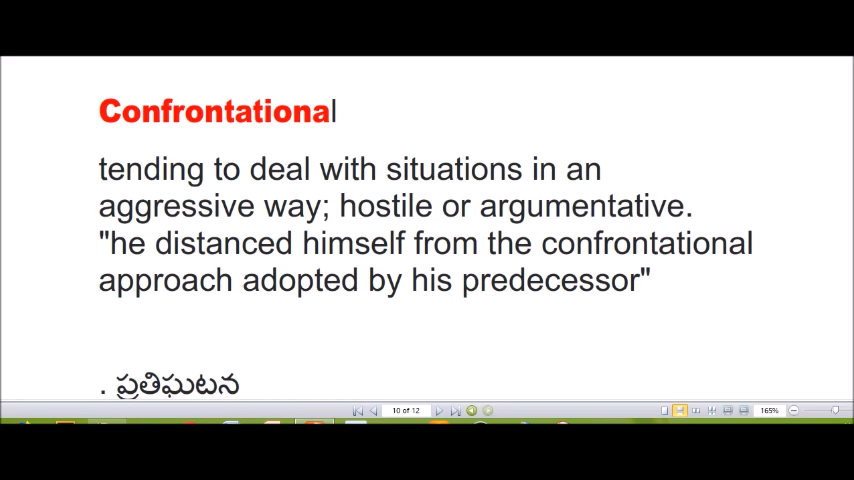 Confrontational
tending to deal with situations in an
aggressive way; hostile or argumentative.
"he distanced himself from the confrontational
approach adopted by his predecessor"
. ప్రతిఘటన
10 of 12
165%